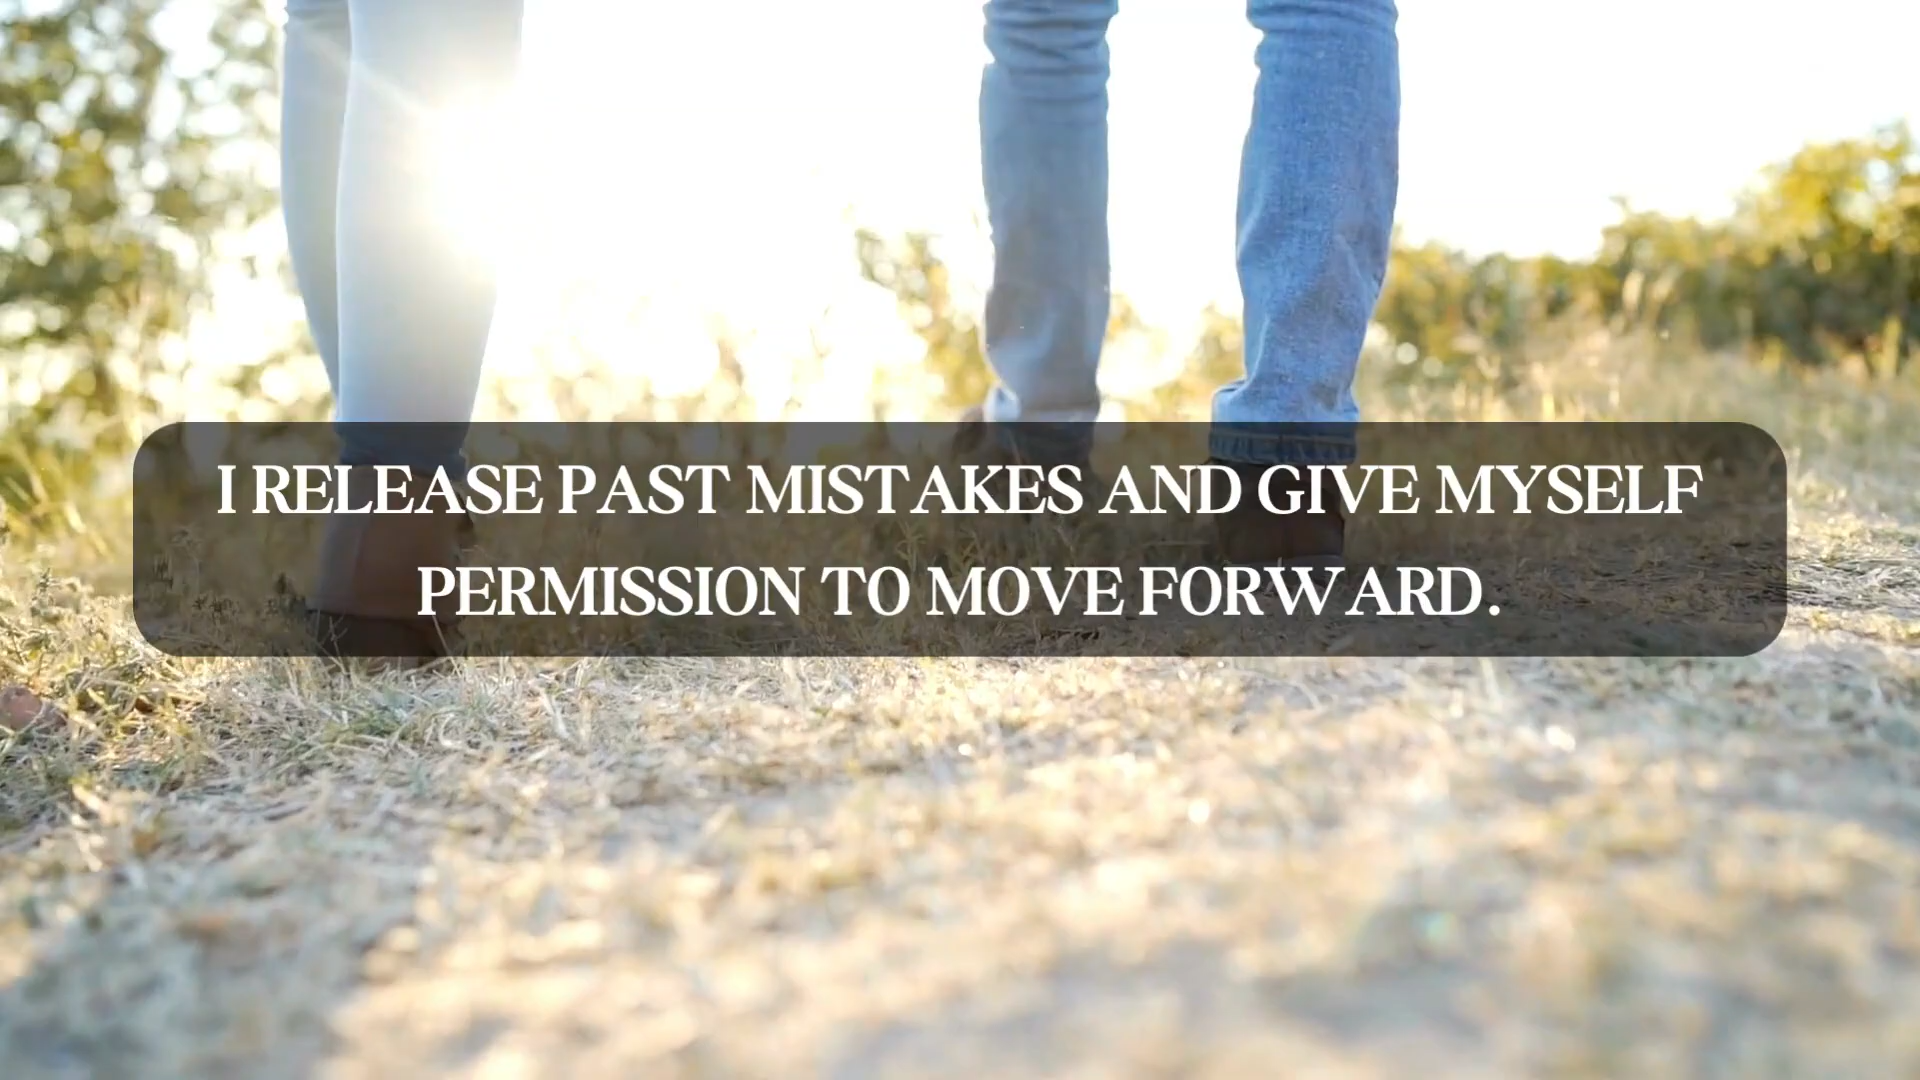 I RELEASE PAST MISTAKES AND GIVE MYSELF
PERMISSION TO MOVE FORWARD.